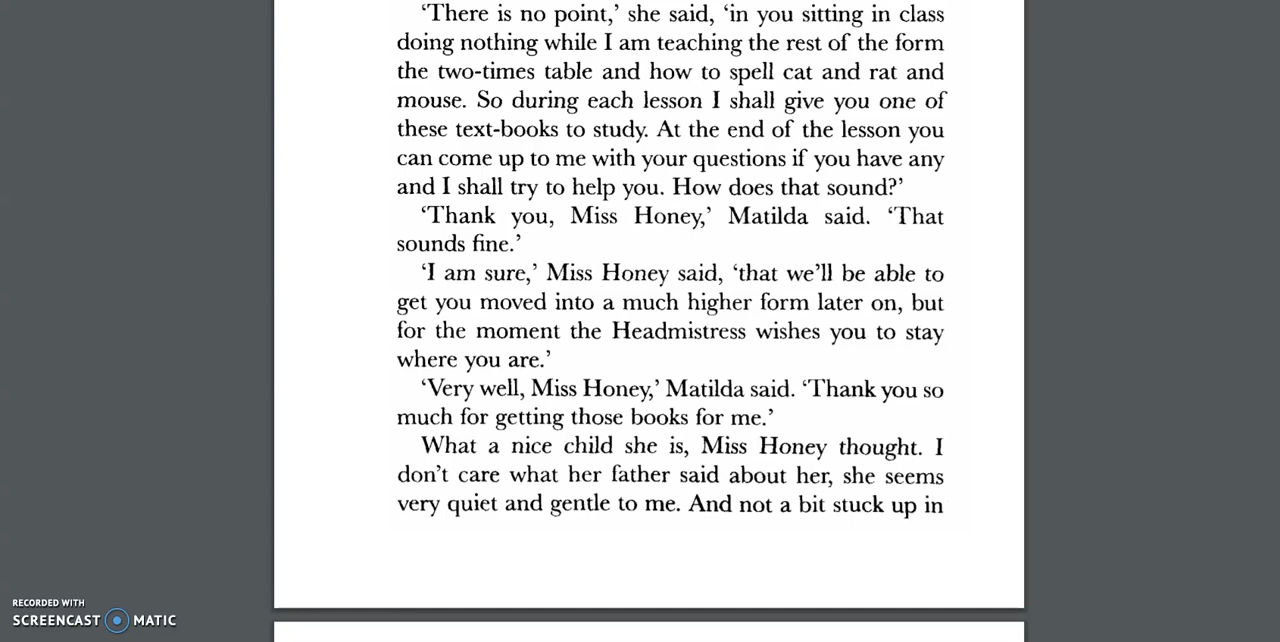 ‘There is no point,’ she said, ‘in you sitting in class
doing nothing while I am teaching the rest of the form
the two-times table and how to spell cat and rat and
mouse. So during each lesson I shall give you one of
these text-books to study. At the end of the lesson you
can come up to me with your questions if you have any
and I shall try to help you. How does that sound?’
‘Thank you, Miss Honey,’ Matilda said. ‘That
sounds fine.’
‘I am sure,’ Miss Honey said, ‘that we’ll be able to
get you moved into a much higher form later on, but
for the moment the Headmistress wishes you to stay
where you are.’
‘Very well, Miss Honey,’ Matilda said. ‘Thank you so
much for getting those books for me.’
What a nice child she is, Miss Honey thought. I
don’t care what her father said about her, she seems
very quiet and gentle to me. And not a bit stuck up in
RECORDED WITH
SCREENCAST MATIC